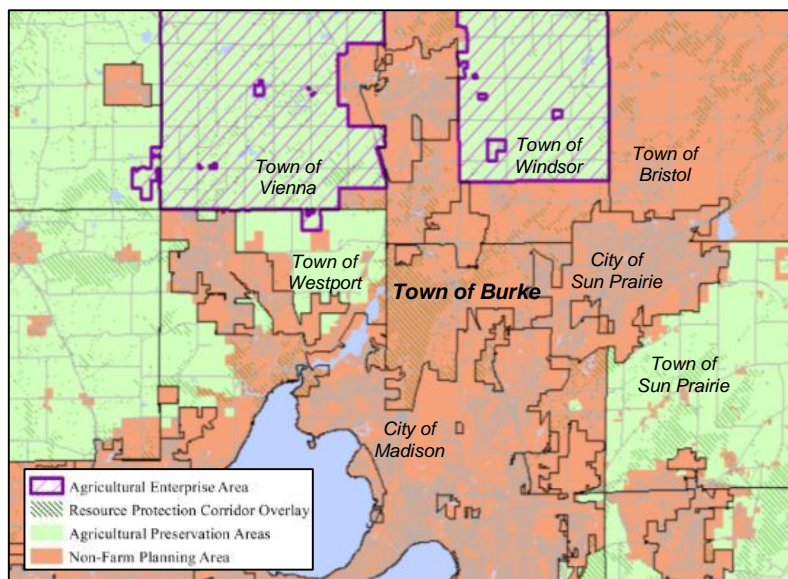 Town of
Vienna
Town of
Windsor
Town of
Bristol
Town of
Westport
Town of Burke
City of
Sun Prairie
Town of
Sun Prairie
City of
Madison
Agricultural Enterprise Area
Resource Protection Corridor Overlay
Agricultural Preservation Areas
Non-Farm Planning Area